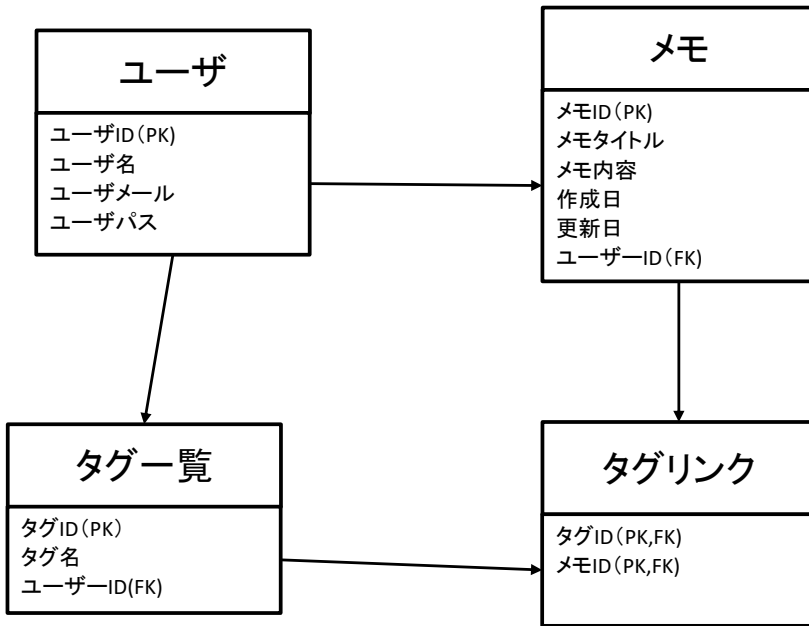 ユーザ
ユーザID（PK)
ユーザ名
ユーザメール
ユーザパス
メモ
メモID（PK)
メモタイトル
メモ内容
作成日
更新日
ユーザーID（FK)
タグ一覧
タグID（PK）
タグ名
ユーザーID(FK)
タグリンク
タグID（PK,FK)
メモID（PK,FK)